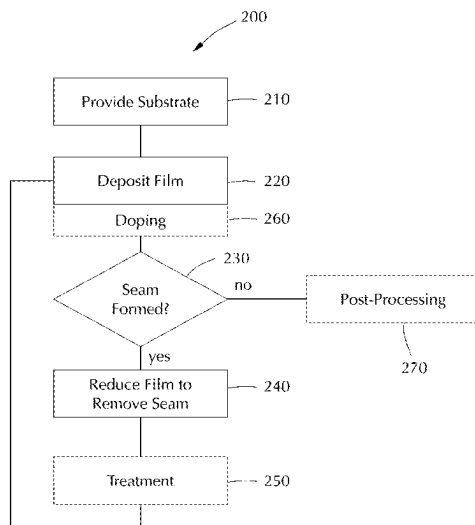 200
Provide Substrate
210
Deposit Film
220
Doping
260
230
Seam
Formed?
no
Post-Processing
270
yes
Reduce Film to
Remove Seam
240
Treatment
250